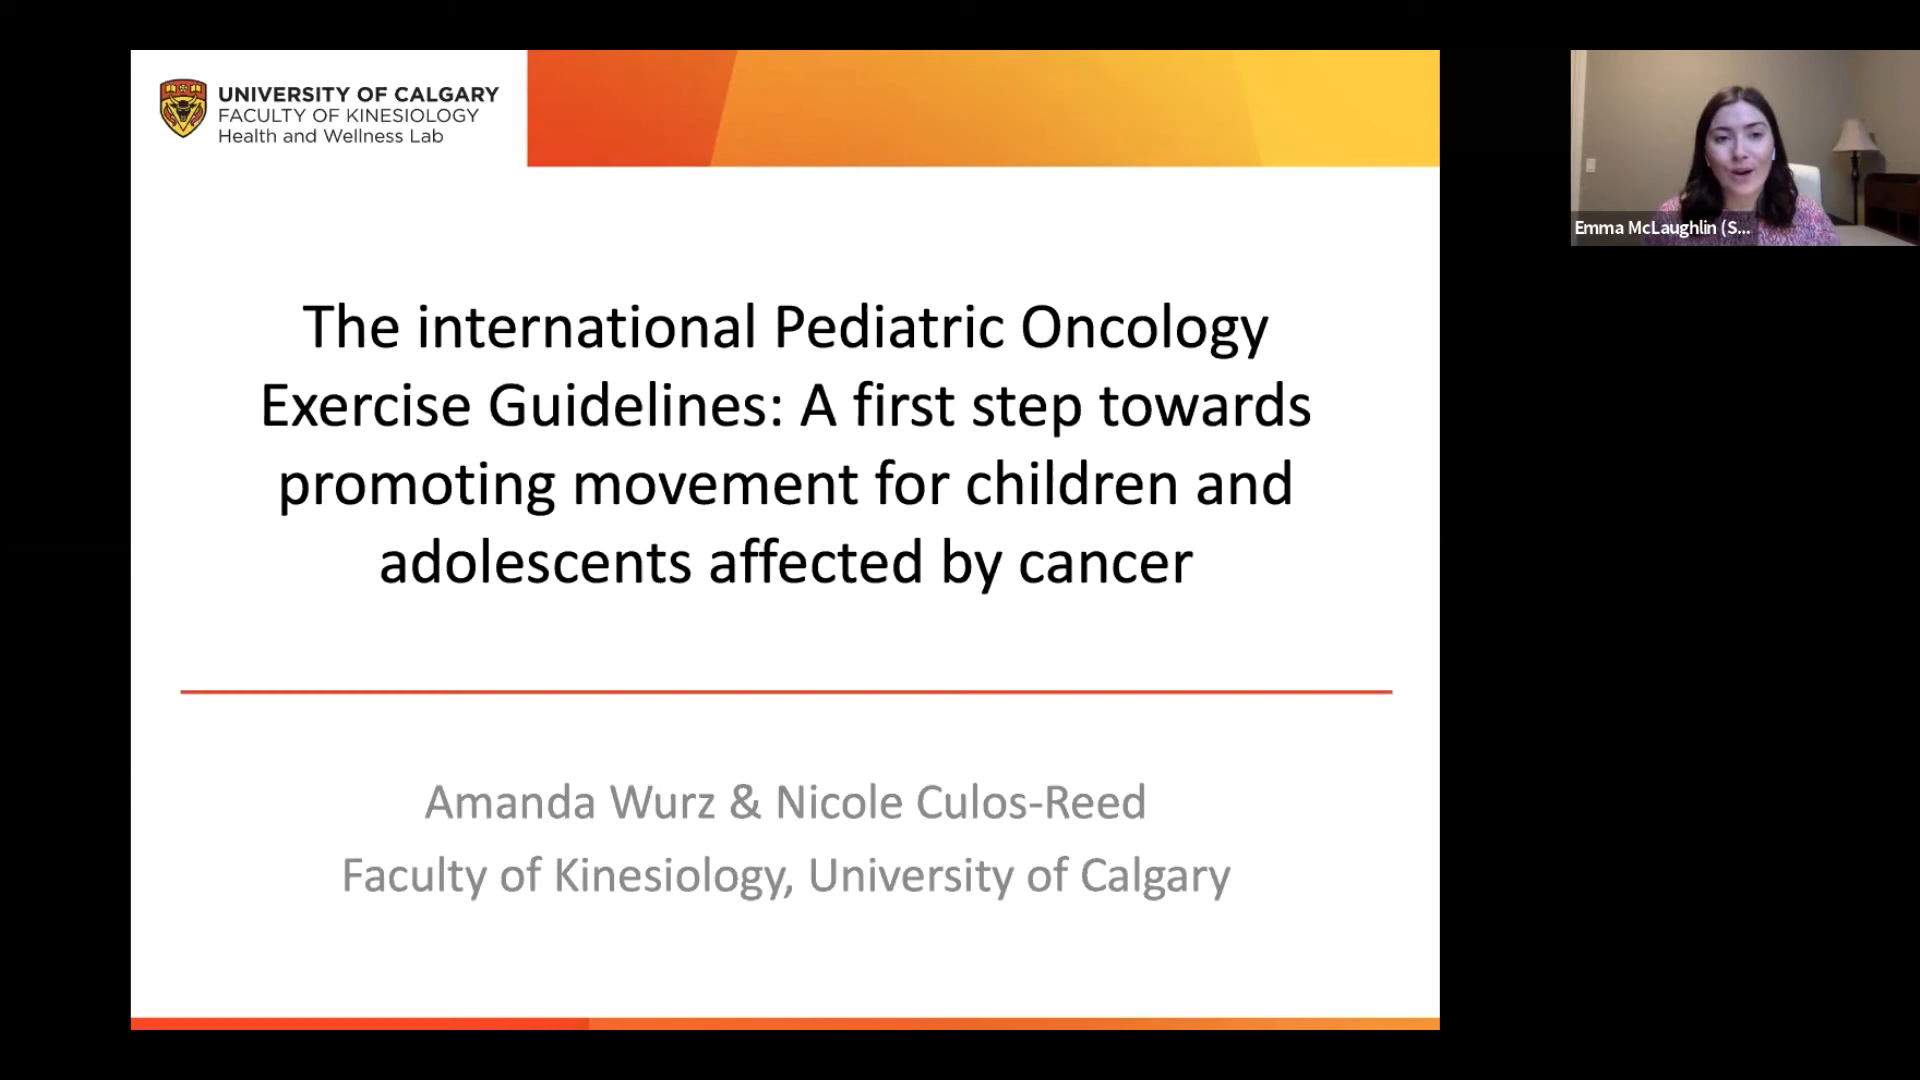 UNIVERSITY OF CALGARY
FACULTY OF KINESIOLOGY
Health and Wellness Lab
The international Pediatric Oncology
Exercise Guidelines: A first step towards
promoting movement for children and
adolescents affected by cancer
Amanda Wurz & Nicole Culos-Reed
Faculty of Kinesiology, University of Calgary
Emma McLaughlin (S...